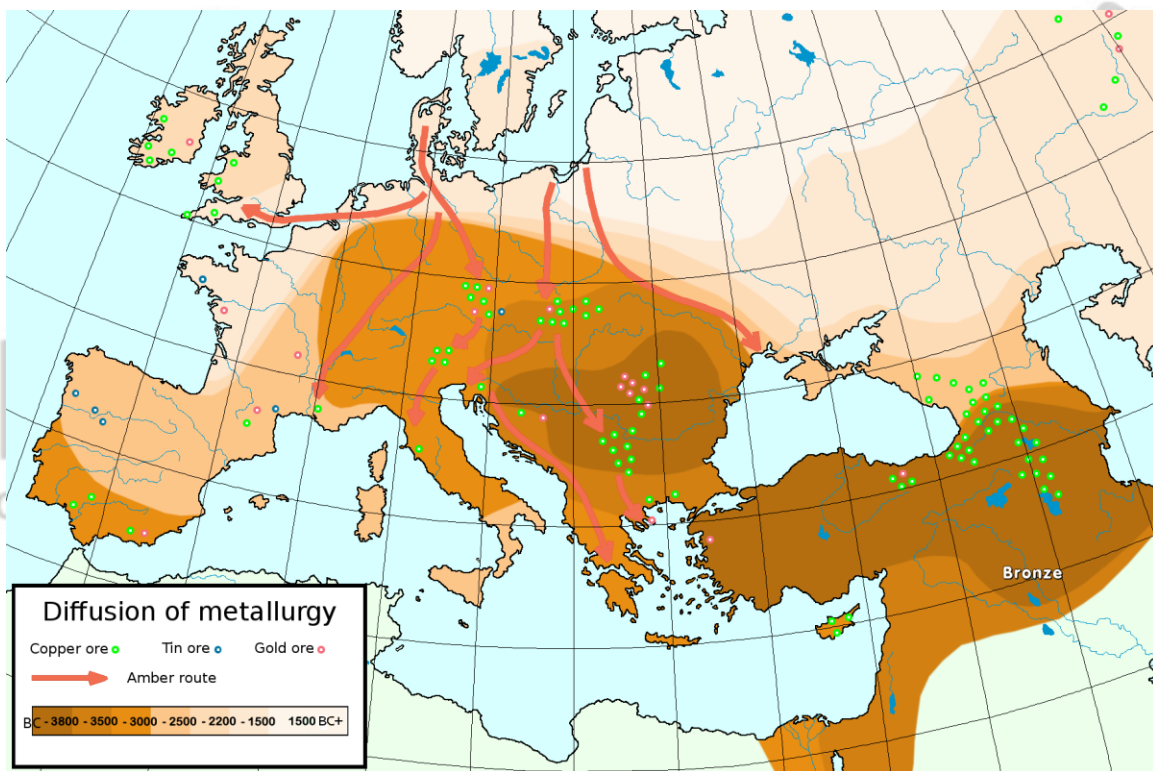 Bronze
Diffusion of metallurgy
Copper ore Tin ore Gold ore
Amber route
BC - 3800 - 3500 - 3000 - 2500 - 2200 - 1500 1500 BC+